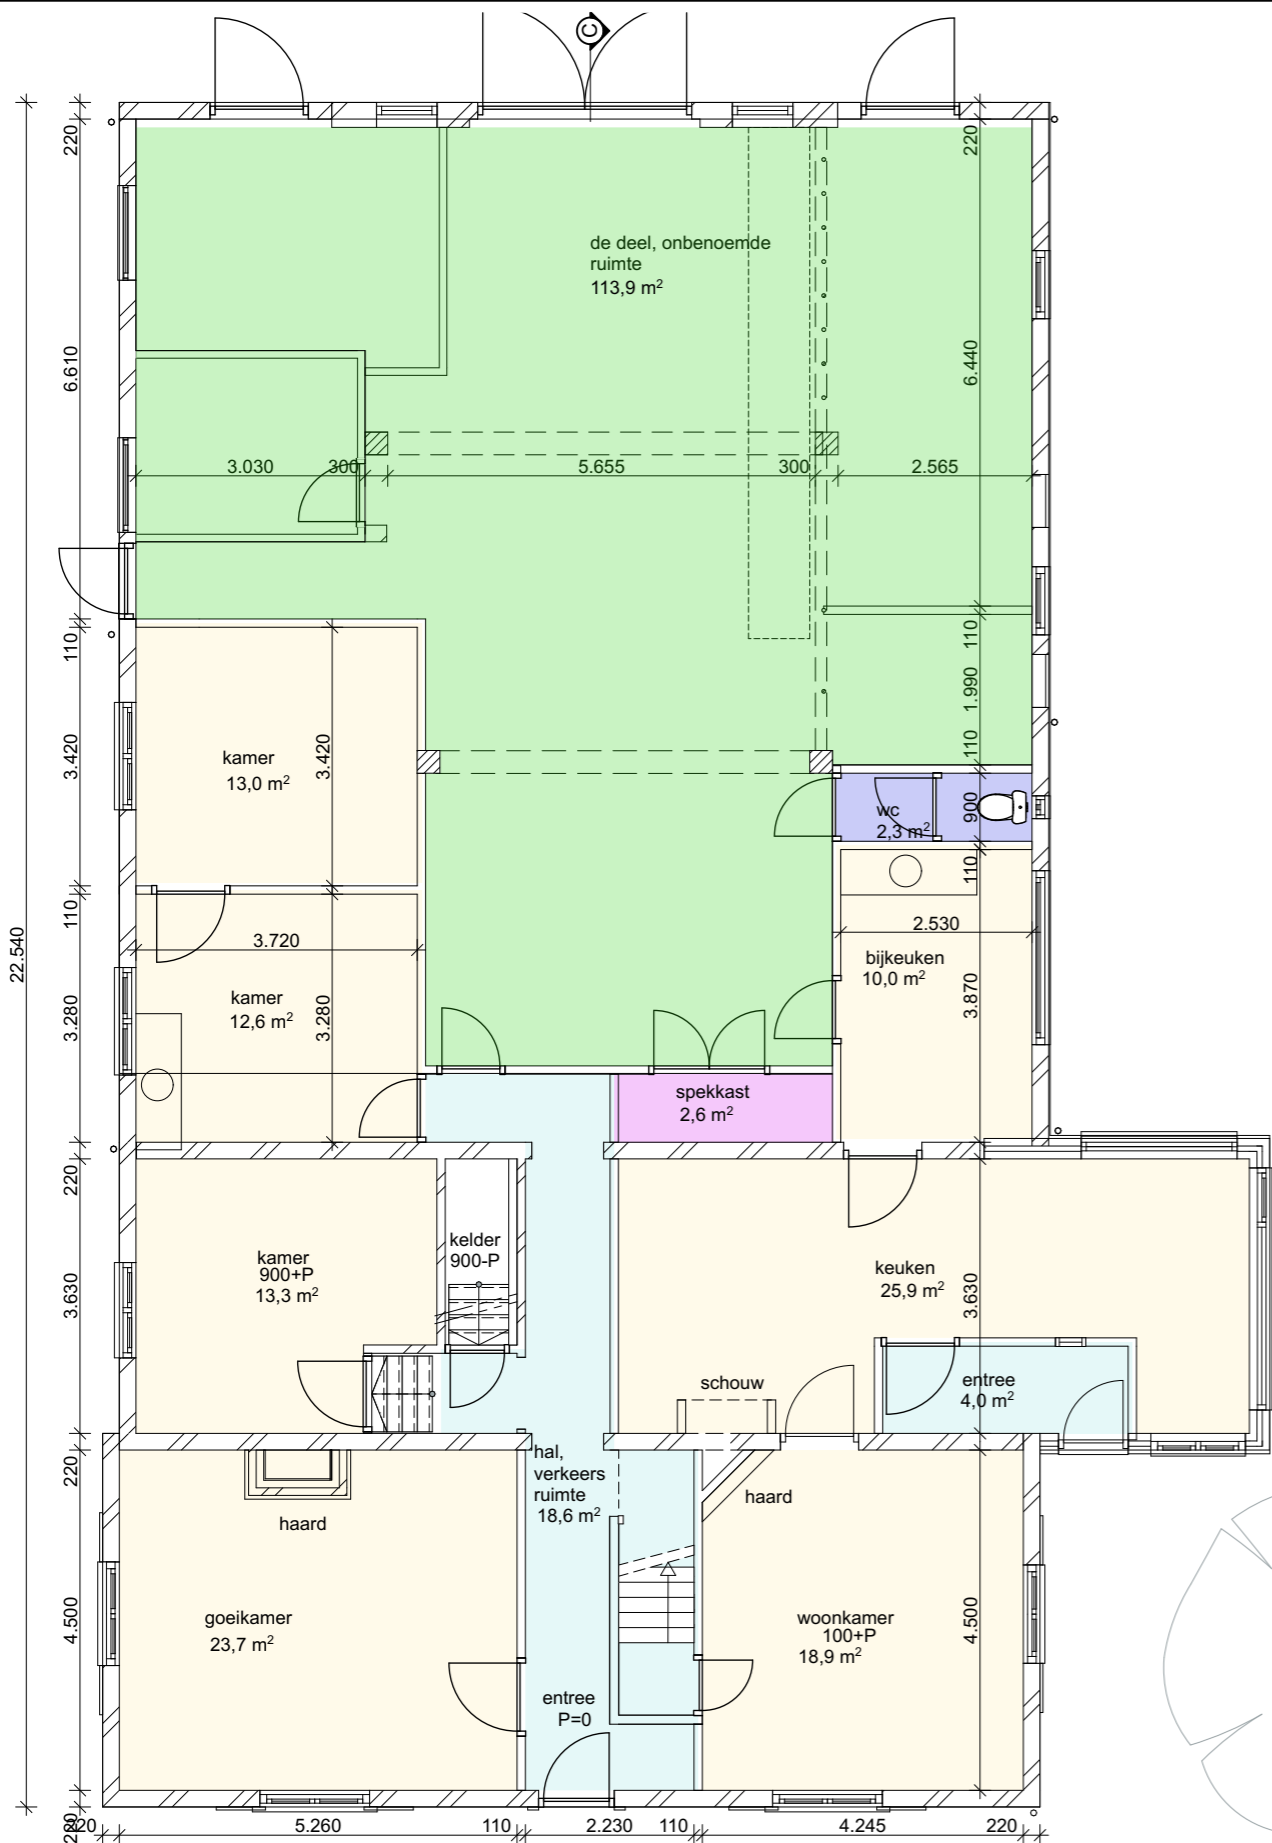 C
220
220
de deel, onbenoemde
ruimte
113,9 m²
6.610
6.440
3.030
300
5.655
300
2.565
110
110
1.990
110
kamer
13,0 m²
3.420
3.420
wc
2,3 m²
900
110
110
22.540
3.720
2.530
bijkeuken
10,0 m²
kamer
12,6 m²
3.280
3.280
3.870
spekkast
2,6 m²
220
kelder
900-P
kamer
900+P
13,3 m²
keuken
25,9 m²
3.630
3.630
schouw
entree
4,0 m²
220
hal,
verkeers
ruimte
18,6 m²
haard
haard
goeikamer
23,7 m²
4.500
woonkamer
100+P
18,9 m²
4.500
entree
P=0
220
220
5.260
110
2.230
110
4.245
220